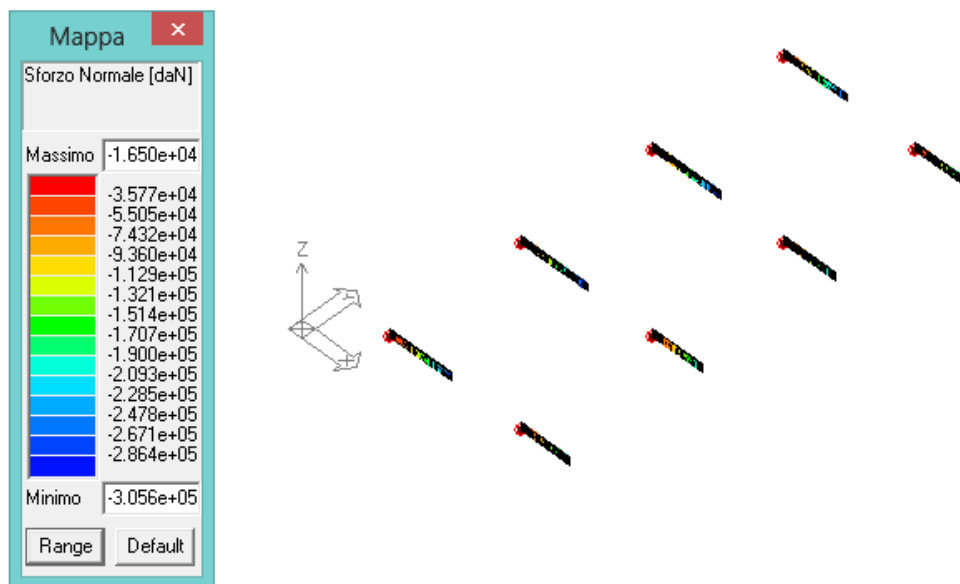 Mappa
Sforzo Normale [daN]
Massimo -1.650e+04
-3.577e+04
-5.505e+04
-7.432e+04
-9.360e+04
-1.129e+05
-1.321e+05
-1.514e+05
-1.707e+05
-1.900e+05
-2.093e+05
-2.285e+05
-2.478e+05
-2.671e+05
-2.864e+05
Minimo -3.056e+05
Range Default
Z